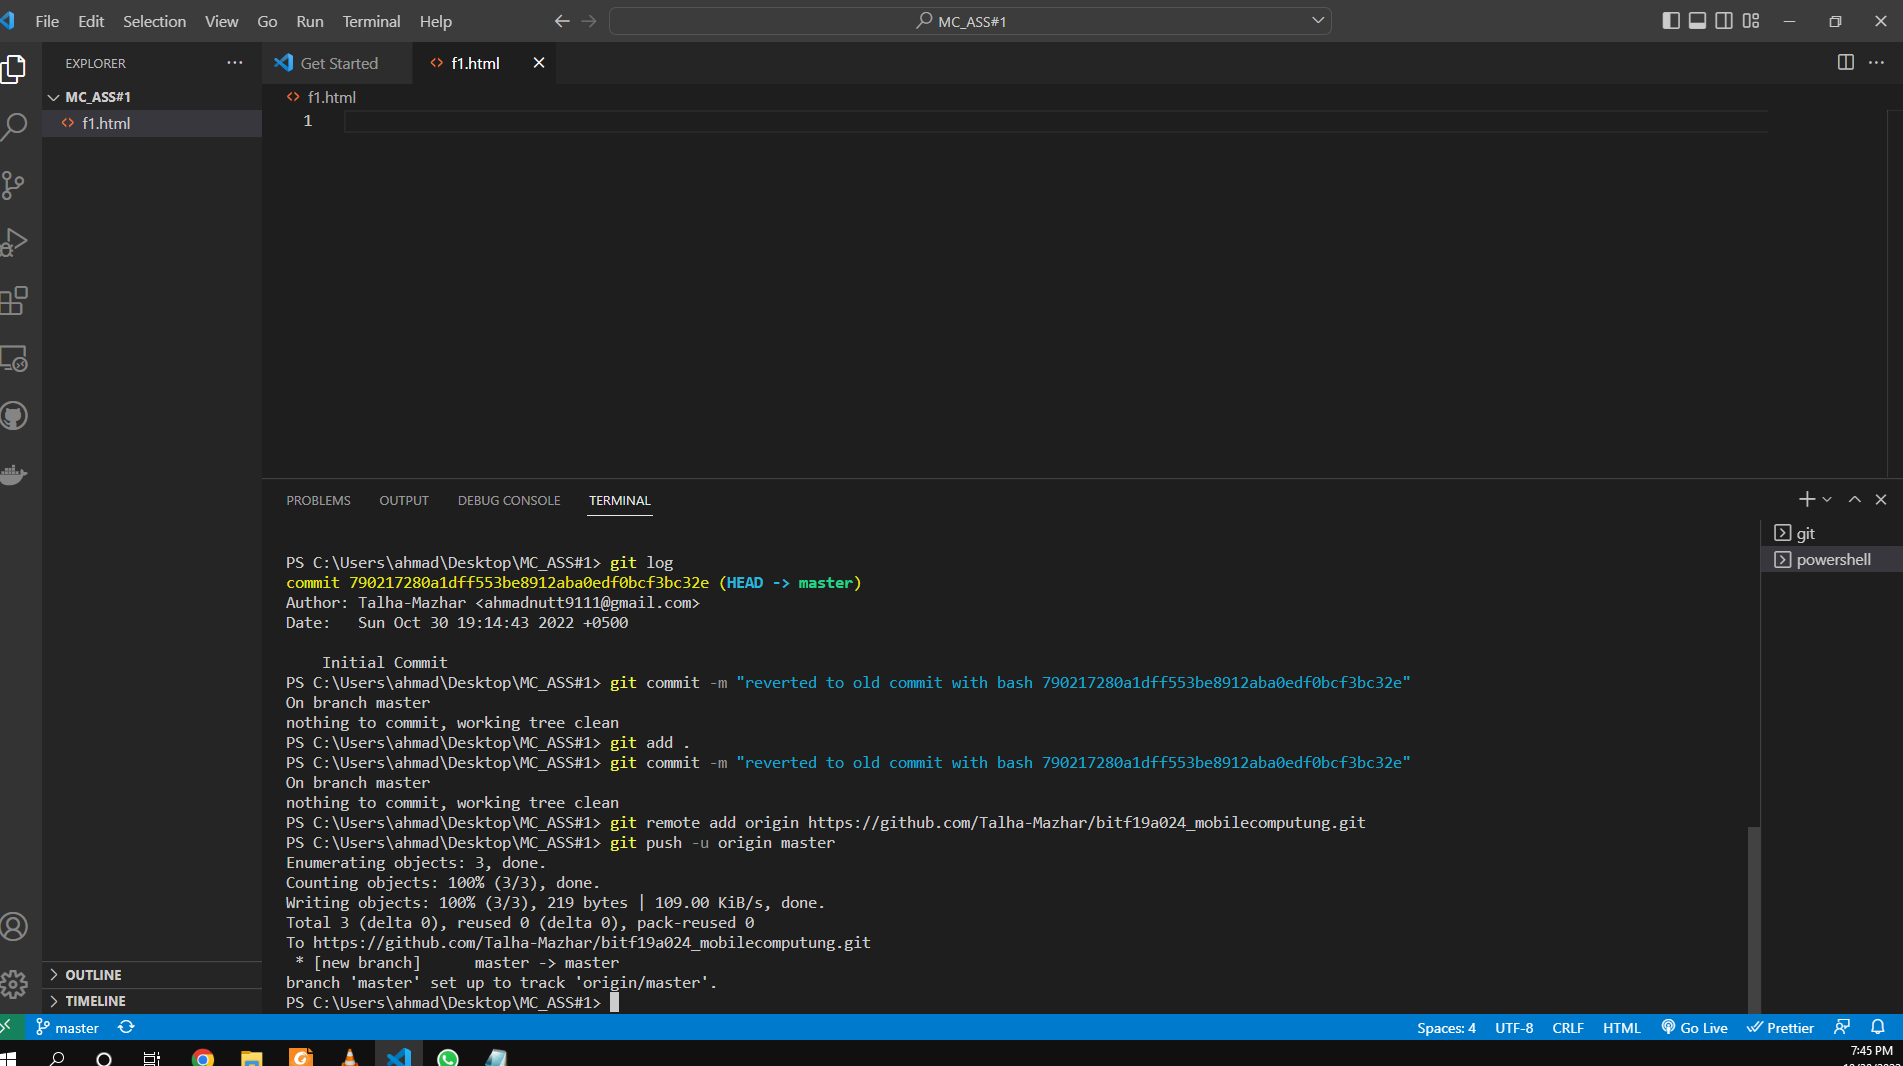 File Edit Selection View Go Run Terminal Help
MC_ASS#1
EXPLORER
Get Started
f1.html
MC_ASS#1
f1.html
f1.html
1
PROBLEMS OUTPUT DEBUG CONSOLE TERMINAL
git
powershell
PS C:\Users\ahmad\Desktop\MC_ASS#1> git log
commit 790217280a1dff553be8912aba0edf0bcf3bc32e (HEAD -> master)
Author: Talha-Mazhar <ahmadnutt9111@gmail.com>
Date:   Sun Oct 30 19:14:43 2022 +0500
Initial Commit
PS C:\Users\ahmad\Desktop\MC_ASS#1> git commit -m "reverted to old commit with bash 790217280a1dff553be8912aba0edf0bcf3bc32e"
On branch master
nothing to commit, working tree clean
PS C:\Users\ahmad\Desktop\MC_ASS#1> git add .
PS C:\Users\ahmad\Desktop\MC_ASS#1> git commit -m "reverted to old commit with bash 790217280a1dff553be8912aba0edf0bcf3bc32e"
On branch master
nothing to commit, working tree clean
PS C:\Users\ahmad\Desktop\MC_ASS#1> git remote add origin https://github.com/Talha-Mazhar/bitf19a024_mobilecomputung.git
PS C:\Users\ahmad\Desktop\MC_ASS#1> git push -u origin master
Enumerating objects: 3, done.
Counting objects: 100% (3/3), done.
Writing objects: 100% (3/3), 219 bytes | 109.00 KiB/s, done.
Total 3 (delta 0), reused 0 (delta 0), pack-reused 0
To https://github.com/Talha-Mazhar/bitf19a024_mobilecomputung.git
* [new branch]      master -> master
branch 'master' set up to track 'origin/master'.
PS C:\Users\ahmad\Desktop\MC_ASS#1>
OUTLINE
TIMELINE
master
Spaces: 4 UTF-8 CRLF HTML Go Live Prettier
7:45 PM